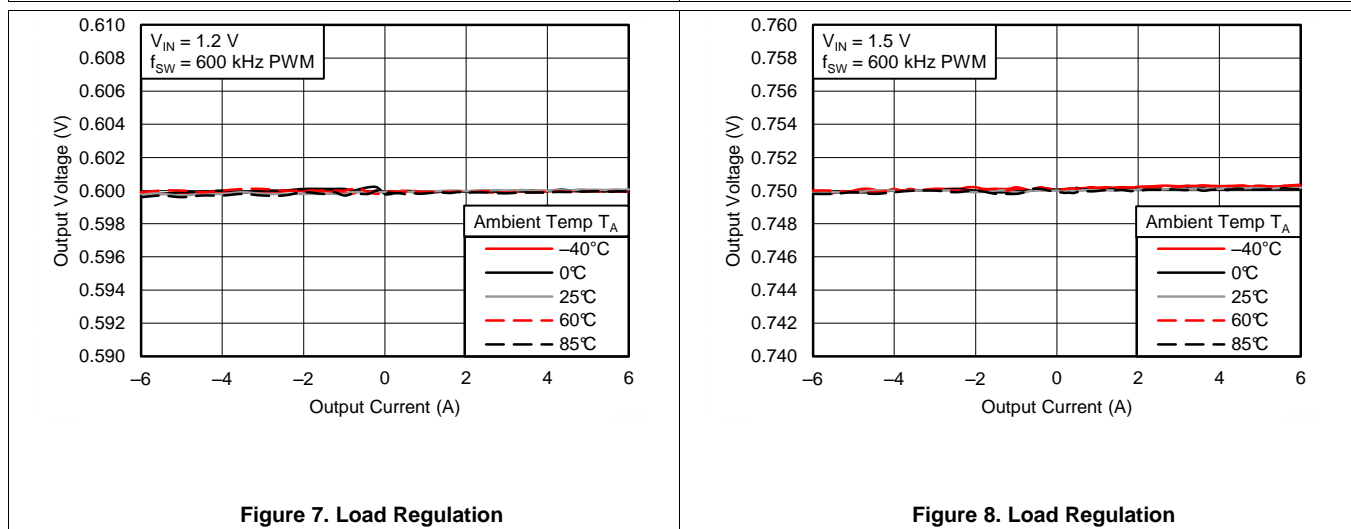 0.610
0.608
0.606
0.604
0.602
0.600
0.598
0.596
0.594
0.592
0.590
Output Voltage (V)
V_IN = 1.2 V
f_SW = 600 kHz PWM
Ambient Temp T_A
–40°C
0°C
25°C
60°C
85°C
–6 –4 –2 0 2 4 6
Output Current (A)
Figure 7. Load Regulation
0.760
0.758
0.756
0.754
0.752
0.750
0.748
0.746
0.744
0.742
0.740
Output Voltage (V)
V_IN = 1.5 V
f_SW = 600 kHz PWM
Ambient Temp T_A
–40°C
0°C
25°C
60°C
85°C
–6 –4 –2 0 2 4 6
Output Current (A)
Figure 8. Load Regulation